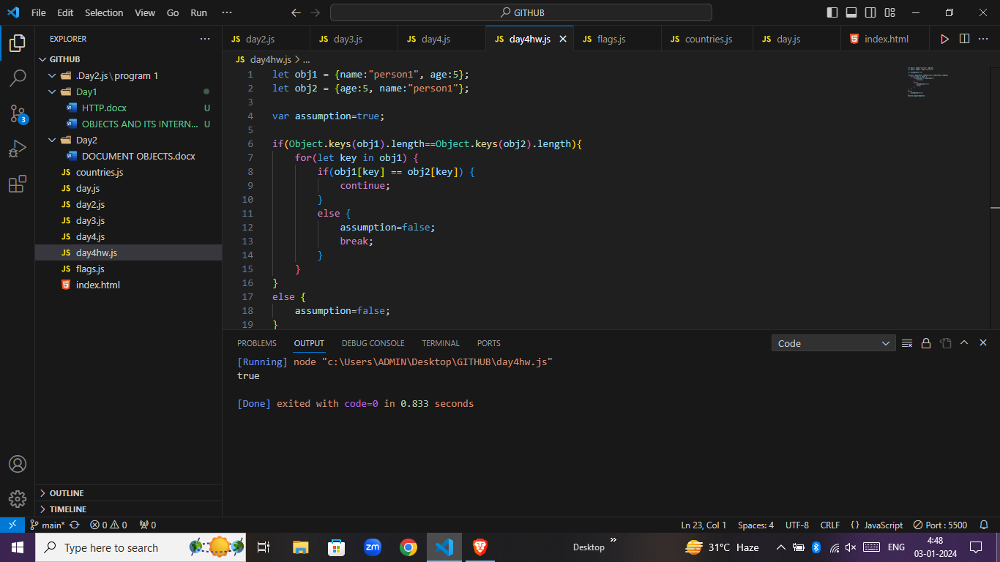 File Edit Selection View Go Run ··· GITHUB
EXPLORER ···
GITHUB
.Day2.js \ program 1
Day1
HTTP.docx U
OBJECTS AND ITS INTERN... U
Day2
DOCUMENT OBJECTS.docx
JS countries.js
JS day.js
JS day2.js
JS day3.js
JS day4.js
JS day4hw.js
JS flags.js
index.html
OUTLINE
TIMELINE
3
JS day2.js JS day3.js JS day4.js JS day4hw.js JS flags.js JS countries.js JS day.js index.html
JS day4hw.js > ...
1 let obj1 = {name:"person1", age:5};
2 let obj2 = {age:5, name:"person1"};
3
4 var assumption=true;
5
6 if(Object.keys(obj1).length==Object.keys(obj2).length){
7 for(let key in obj1) {
8 if(obj1[key] == obj2[key]) {
9 continue;
10 }
11 else {
12 assumption=false;
13 break;
14 }
15 }
16 }
17 else {
18 assumption=false;
19 }
PROBLEMS OUTPUT DEBUG CONSOLE TERMINAL PORTS Code
[Running] node "c:\Users\ADMIN\Desktop\GITHUB\day4hw.js"
true
[Done] exited with code=0 in 0.833 seconds
main* 0 0 0 Ln 23, Col 1 Spaces: 4 UTF-8 CRLF {} JavaScript Port : 5500
Type here to search zm Desktop » 31°C Haze ENG 4:48
03-01-2024